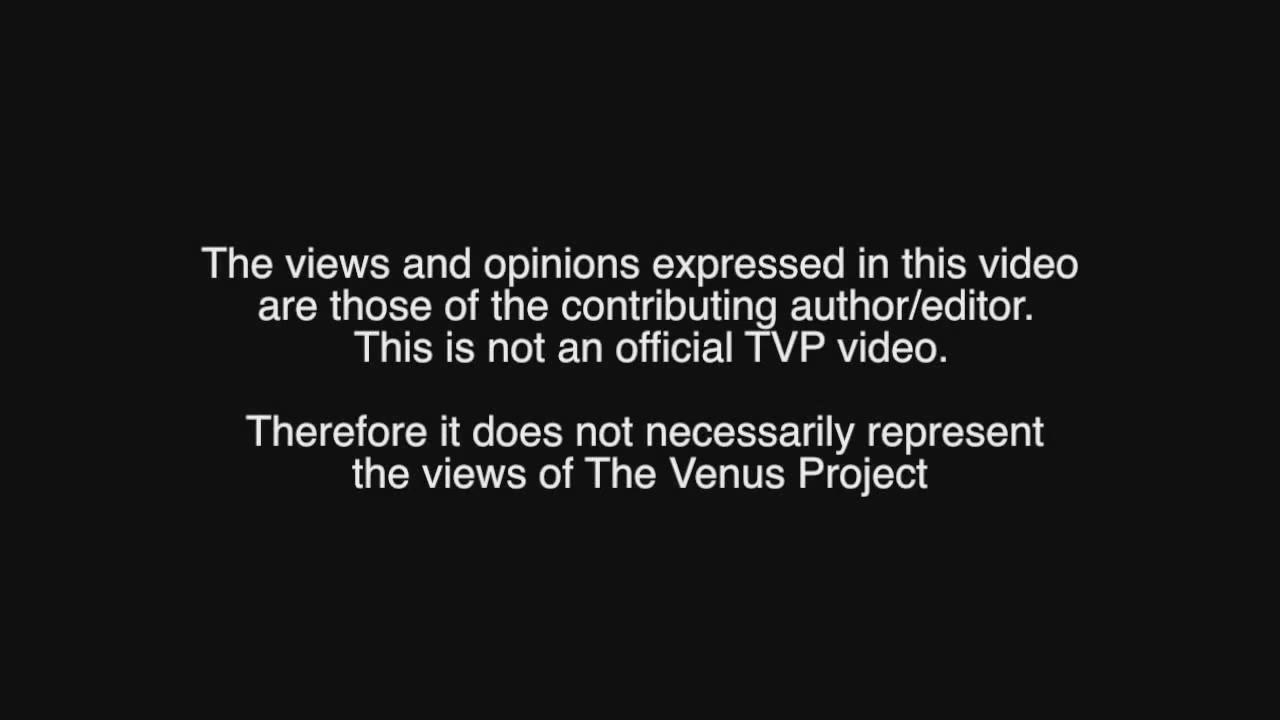 The views and opinions expressed in this video
are those of the contributing author/editor.
This is not an official TVP video.
Therefore it does not necessarily represent
the views of The Venus Project